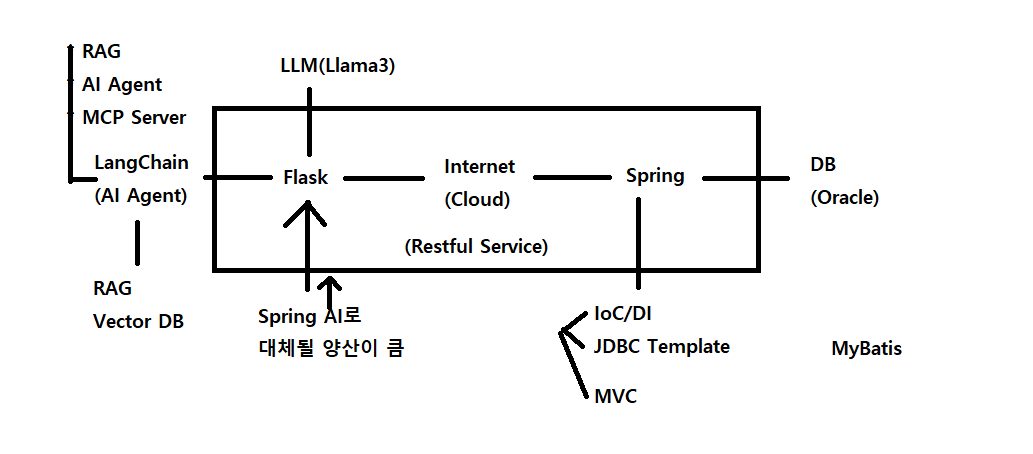 RAG
AI Agent
MCP Server
LangChain
(AI Agent)
RAG
Vector DB
LLM(Llama3)
Flask
Internet
(Cloud)
(Restful Service)
Spring
DB
(Oracle)
Spring AI로
대체될 양산이 큼
IoC/DI
JDBC Template
MVC
MyBatis